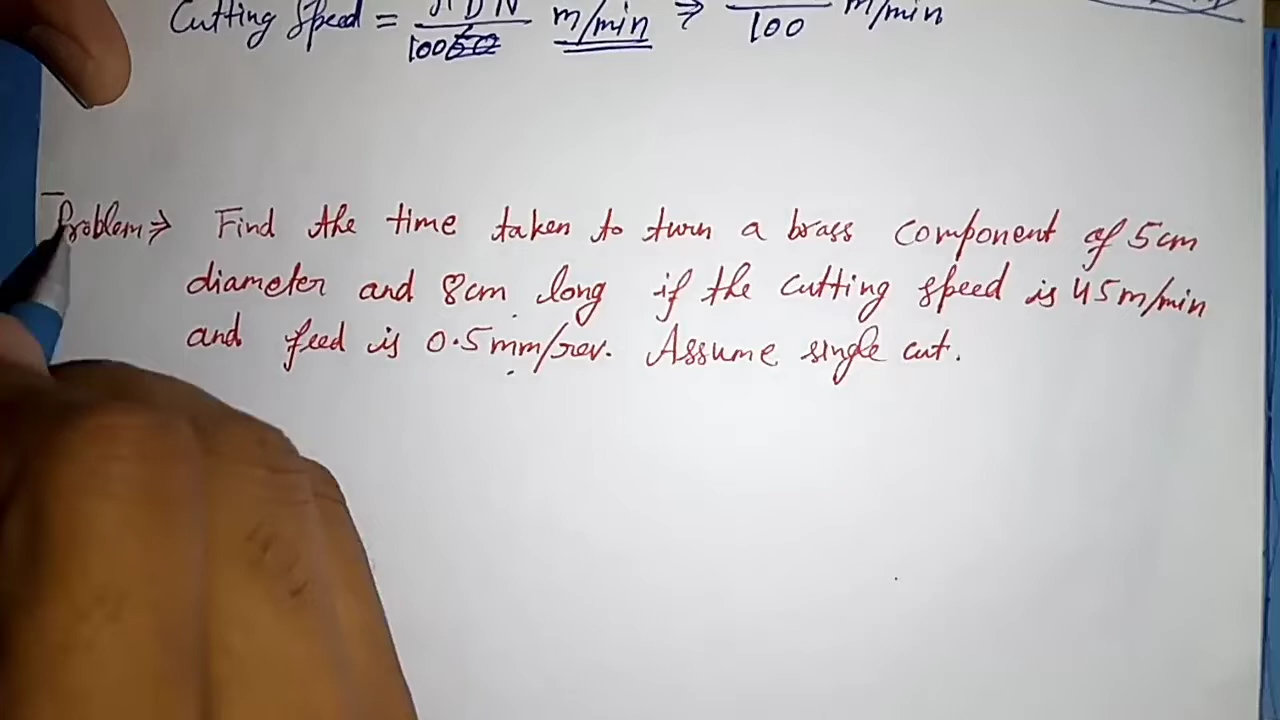 Cutting Speed = πDN/100 m/min ⇒ /100 m/min
Problem ⇒ Find the time taken to turn a brass component of 5cm
diameter and 8cm long if the cutting speed is 45m/min
and feed is 0.5mm/rev. Assume single cut.